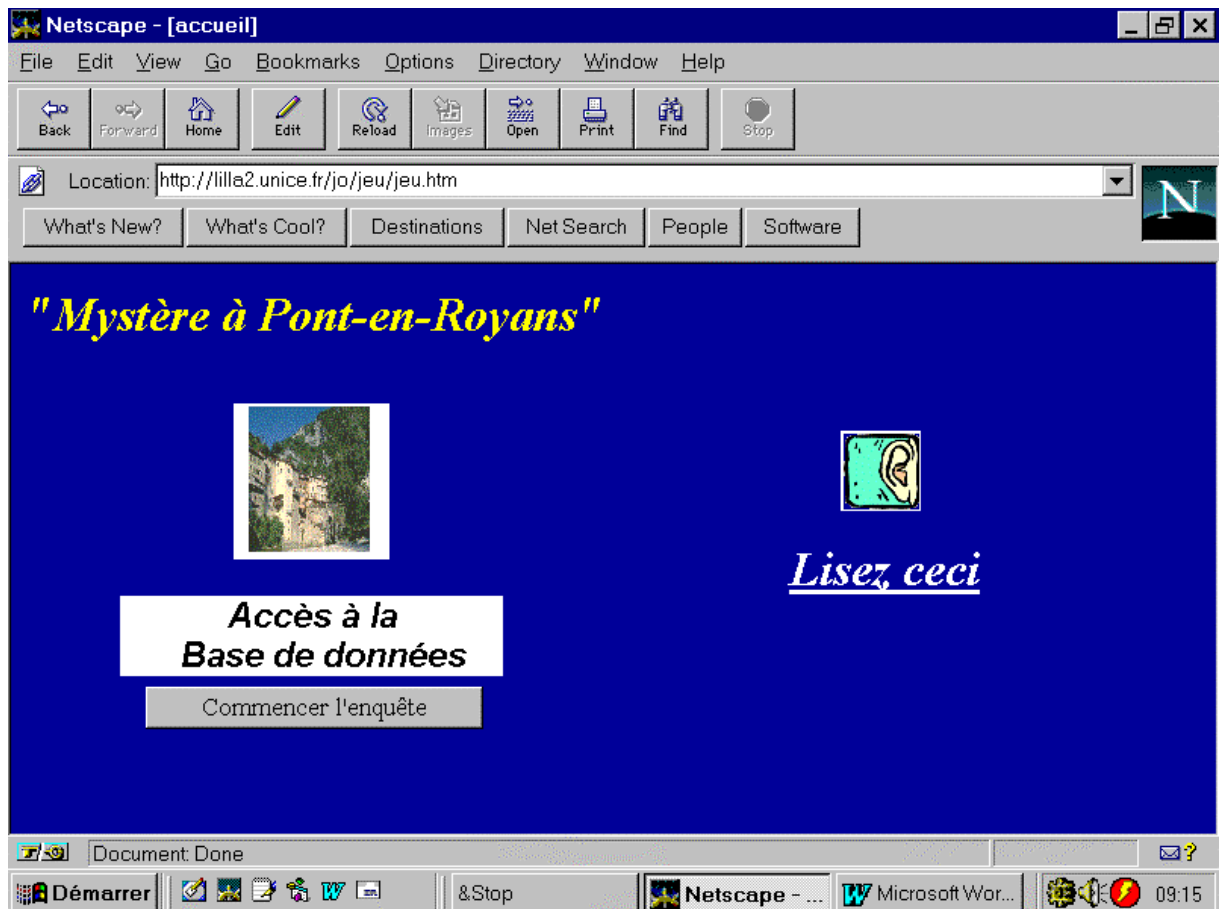 Netscape - [accueil]
File Edit View Go Bookmarks Options Directory Window Help
Back Forward Home Edit Reload Images Open Print Find Stop
Location: http://lilla2.unice.fr/jo/jeu/jeu.htm
N
What's New? What's Cool? Destinations Net Search People Software
"Mystère à Pont-en-Royans"
Lisez ceci
Accès à la
Base de données
Commencer l'enquête
Document: Done
Démarrer &Stop Netscape - ... Microsoft Wor... 09:15